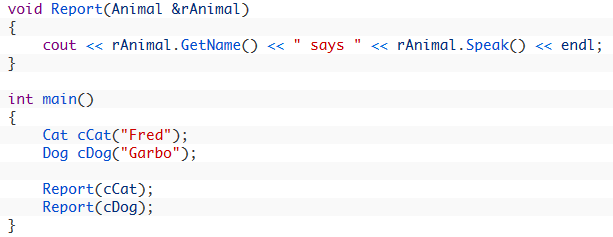 void Report(Animal &rAnimal)
{
    cout << rAnimal.GetName() << " says " << rAnimal.Speak() << endl;
}

int main()
{
    Cat cCat("Fred");
    Dog cDog("Garbo");

    Report(cCat);
    Report(cDog);
}